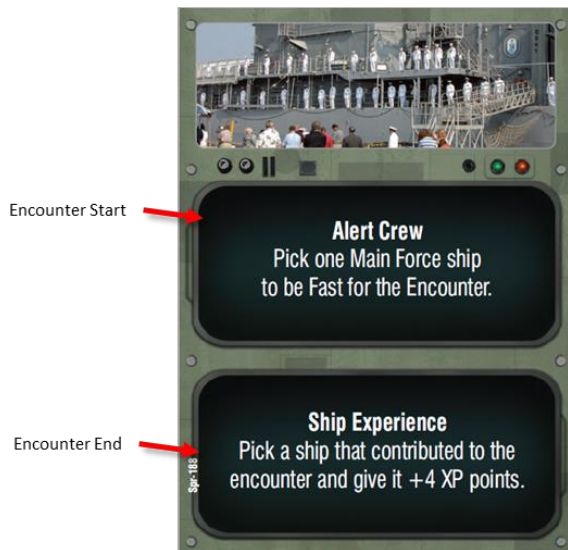 Encounter Start
Alert Crew
Pick one Main Force ship
to be Fast for the Encounter.
Encounter End
Ship Experience
Pick a ship that contributed to the
encounter and give it +4 XP points.
Spr-188